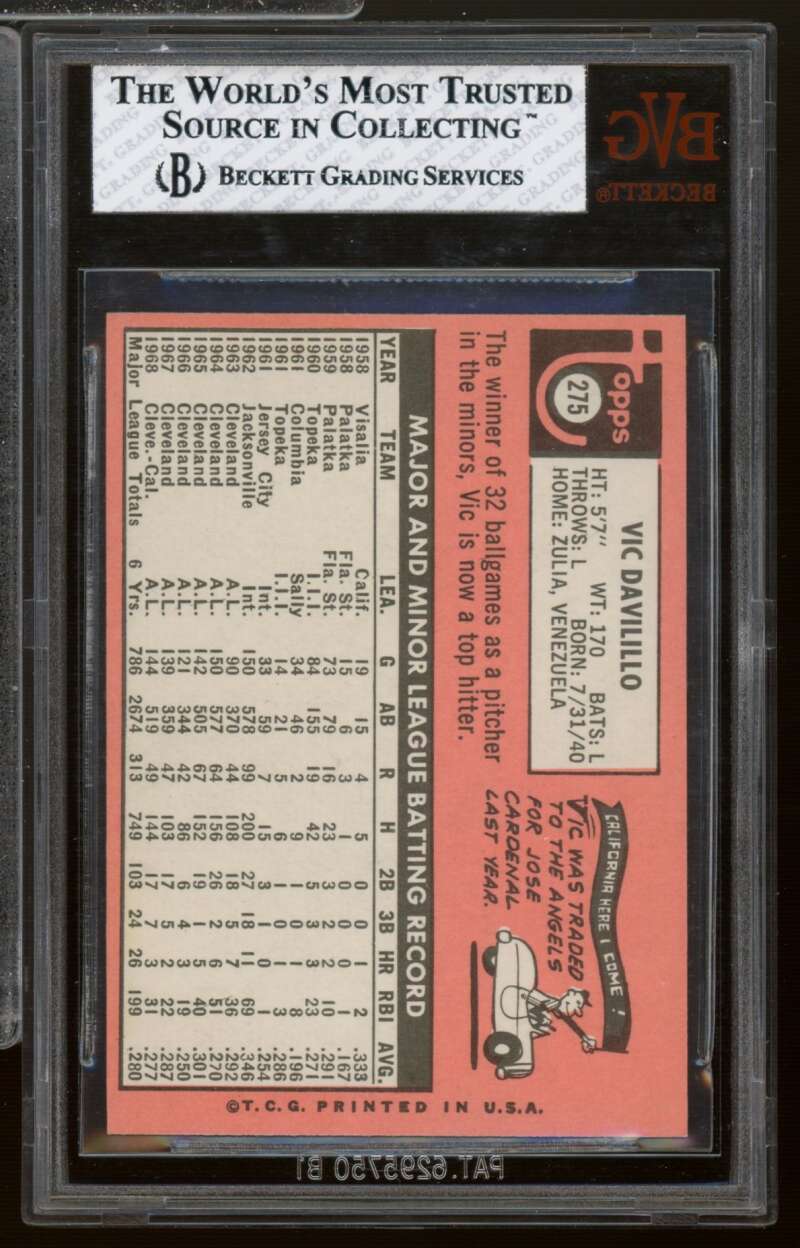 THE WORLD'S MOST TRUSTED
SOURCE IN COLLECTING™
(B) BECKETT GRADING SERVICES
BVG
BECKETT®
Topps
275
VIC DAVILILLO
HT: 5'7" WT: 170 BATS: L
THROWS: L BORN: 7/31/40
HOME: ZULIA, VENEZUELA
The winner of 32 ballgames as a pitcher
in the minors, Vic is now a top hitter.
CALIFORNIA HERE I COME!
VIC WAS TRADED
TO THE ANGELS
FOR JOSE
CARDENAL
LAST YEAR.
MAJOR AND MINOR LEAGUE BATTING RECORD
YEAR TEAM LEA. G AB R H 2B 3B HR RBI AVG.
1958 Visalia Calif. 19 15 4 5 0 0 1 2 .333
1958 Palatka Fla. St. 15 6 3 1 0 0 0 1 .167
1959 Palatka Fla. St. 73 79 16 23 3 2 2 10 .291
1960 Topeka I.I.I. 84 155 19 42 5 3 3 23 .271
1961 Columbia Sally 34 46 2 9 1 0 1 8 .196
1961 Topeka I.I.I. 14 21 5 6 1 0 1 3 .286
1961 Jersey City Int. 33 59 7 15 3 1 0 1 .254
1962 Jacksonville Int. 150 578 99 200 27 18 11 69 .346
1963 Cleveland A.L. 90 370 44 108 18 5 7 36 .292
1964 Cleveland A.L. 150 577 64 156 26 2 6 51 .270
1965 Cleveland A.L. 142 505 67 152 19 1 5 40 .301
1966 Cleveland A.L. 121 344 42 86 6 4 3 19 .250
1967 Cleveland A.L. 139 359 47 103 17 5 2 22 .287
1968 Cleve.-Cal. A.L. 144 519 49 144 17 7 3 31 .277
Major League Totals 6 Yrs. 786 2674 313 749 103 24 26 199 .280
©T.C.G. PRINTED IN U.S.A.
PAT.6295750 B1